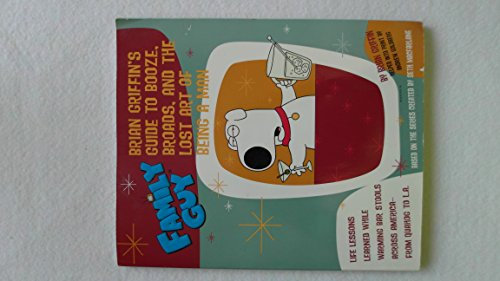 FAMILY
GUY
BRIAN GRIFFIN'S
GUIDE TO BOOZE,
BROADS, AND THE
LOST ART OF
BEING A MAN
BY BRIAN GRIFFIN
ANDREW GOLDBERG
BASED ON THE SERIES CREATED BY SETH MACFARLANE
LIFE LESSONS
LEARNED WHILE
WARMING BAR STOOLS
ACROSS AMERICA—
FROM QUAHOG TO L.A.